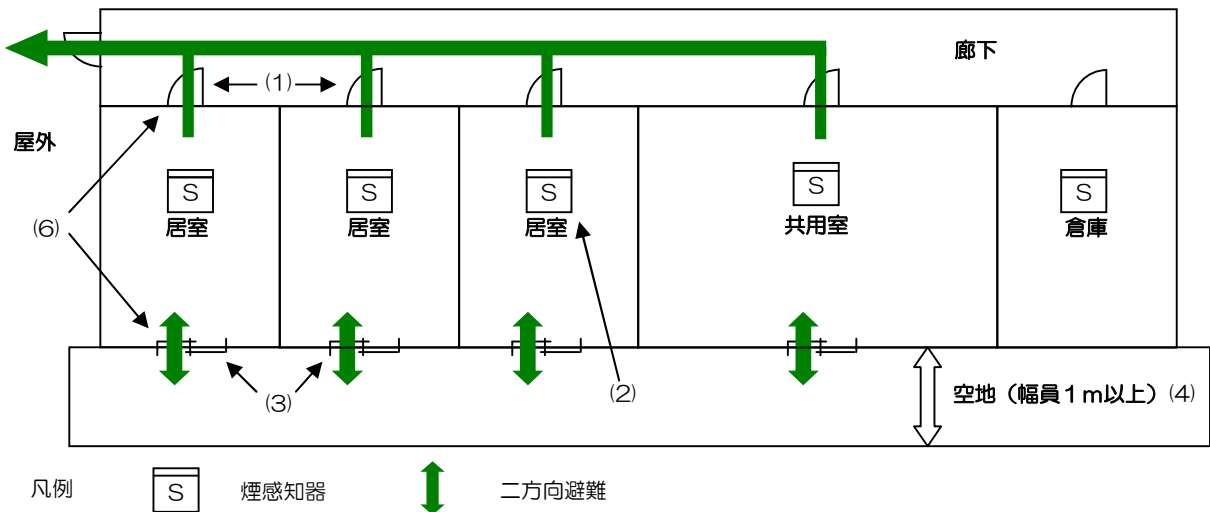 廊下
(1)
屋外
S
S
S
S
S
居室
居室
居室
共用室
倉庫
(6)
(3)
(2)
空地（幅員１ｍ以上）(4)
凡例
S
煙感知器
二方向避難